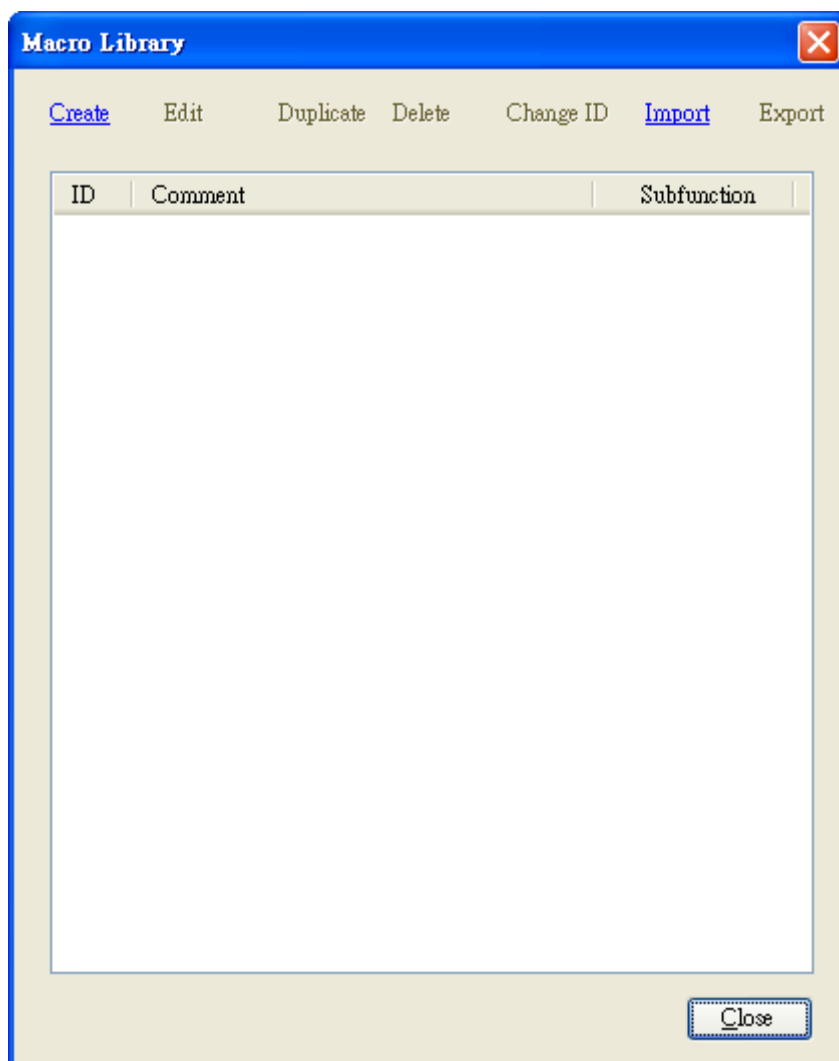 Macro Library
Create Edit Duplicate Delete Change ID Import Export
ID Comment Subfunction
Close